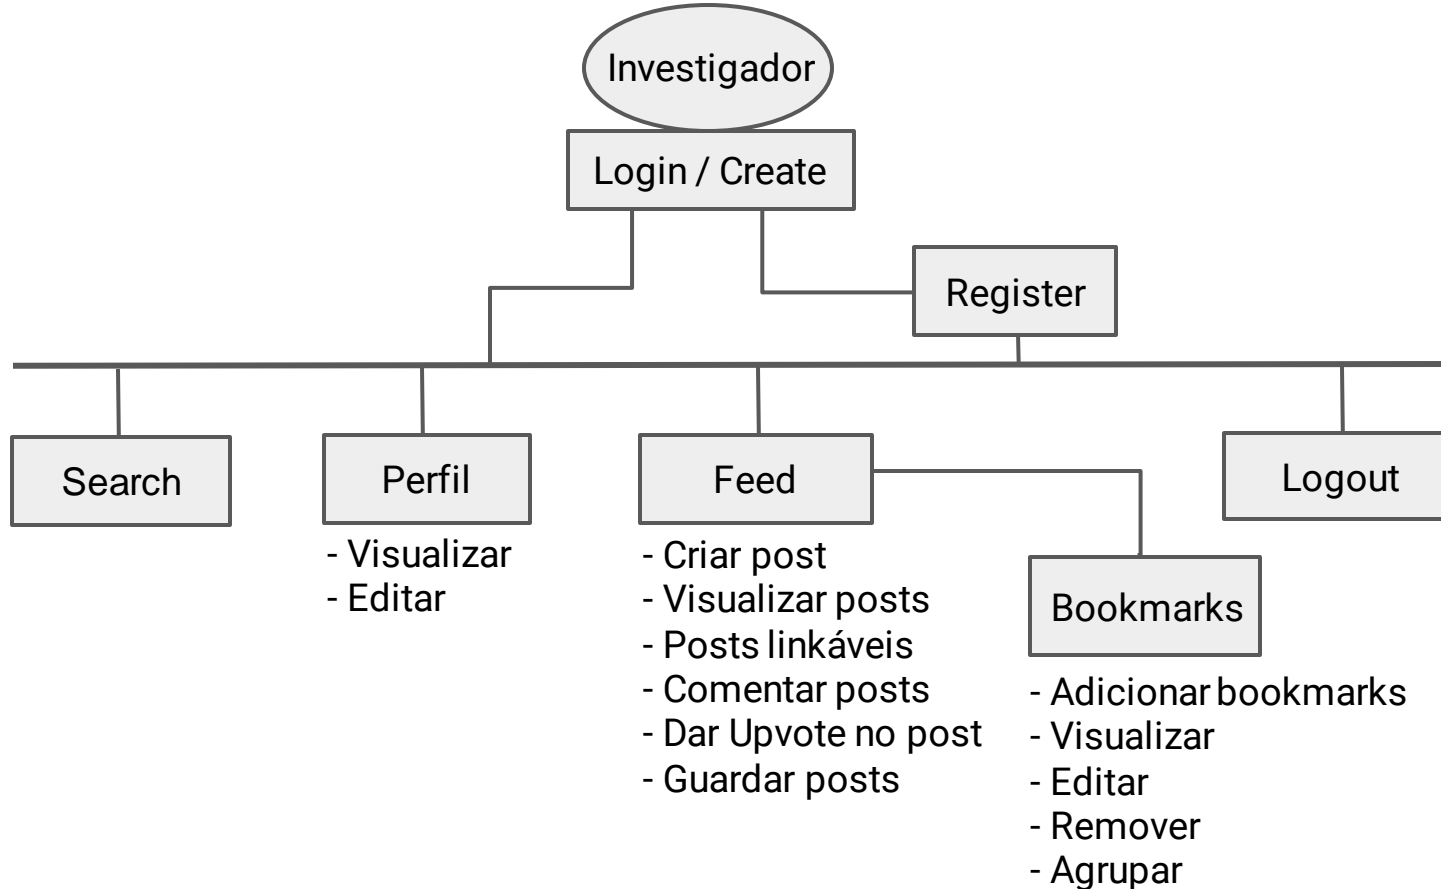 Investigador
Login / Create
Register
Search
Perfil
- Visualizar
- Editar
Feed
- Criar post
- Visualizar posts
- Posts linkáveis
- Comentar posts
- Dar Upvote no post
- Guardar posts
Bookmarks
- Adicionar bookmarks
- Visualizar
- Editar
- Remover
- Agrupar
Logout